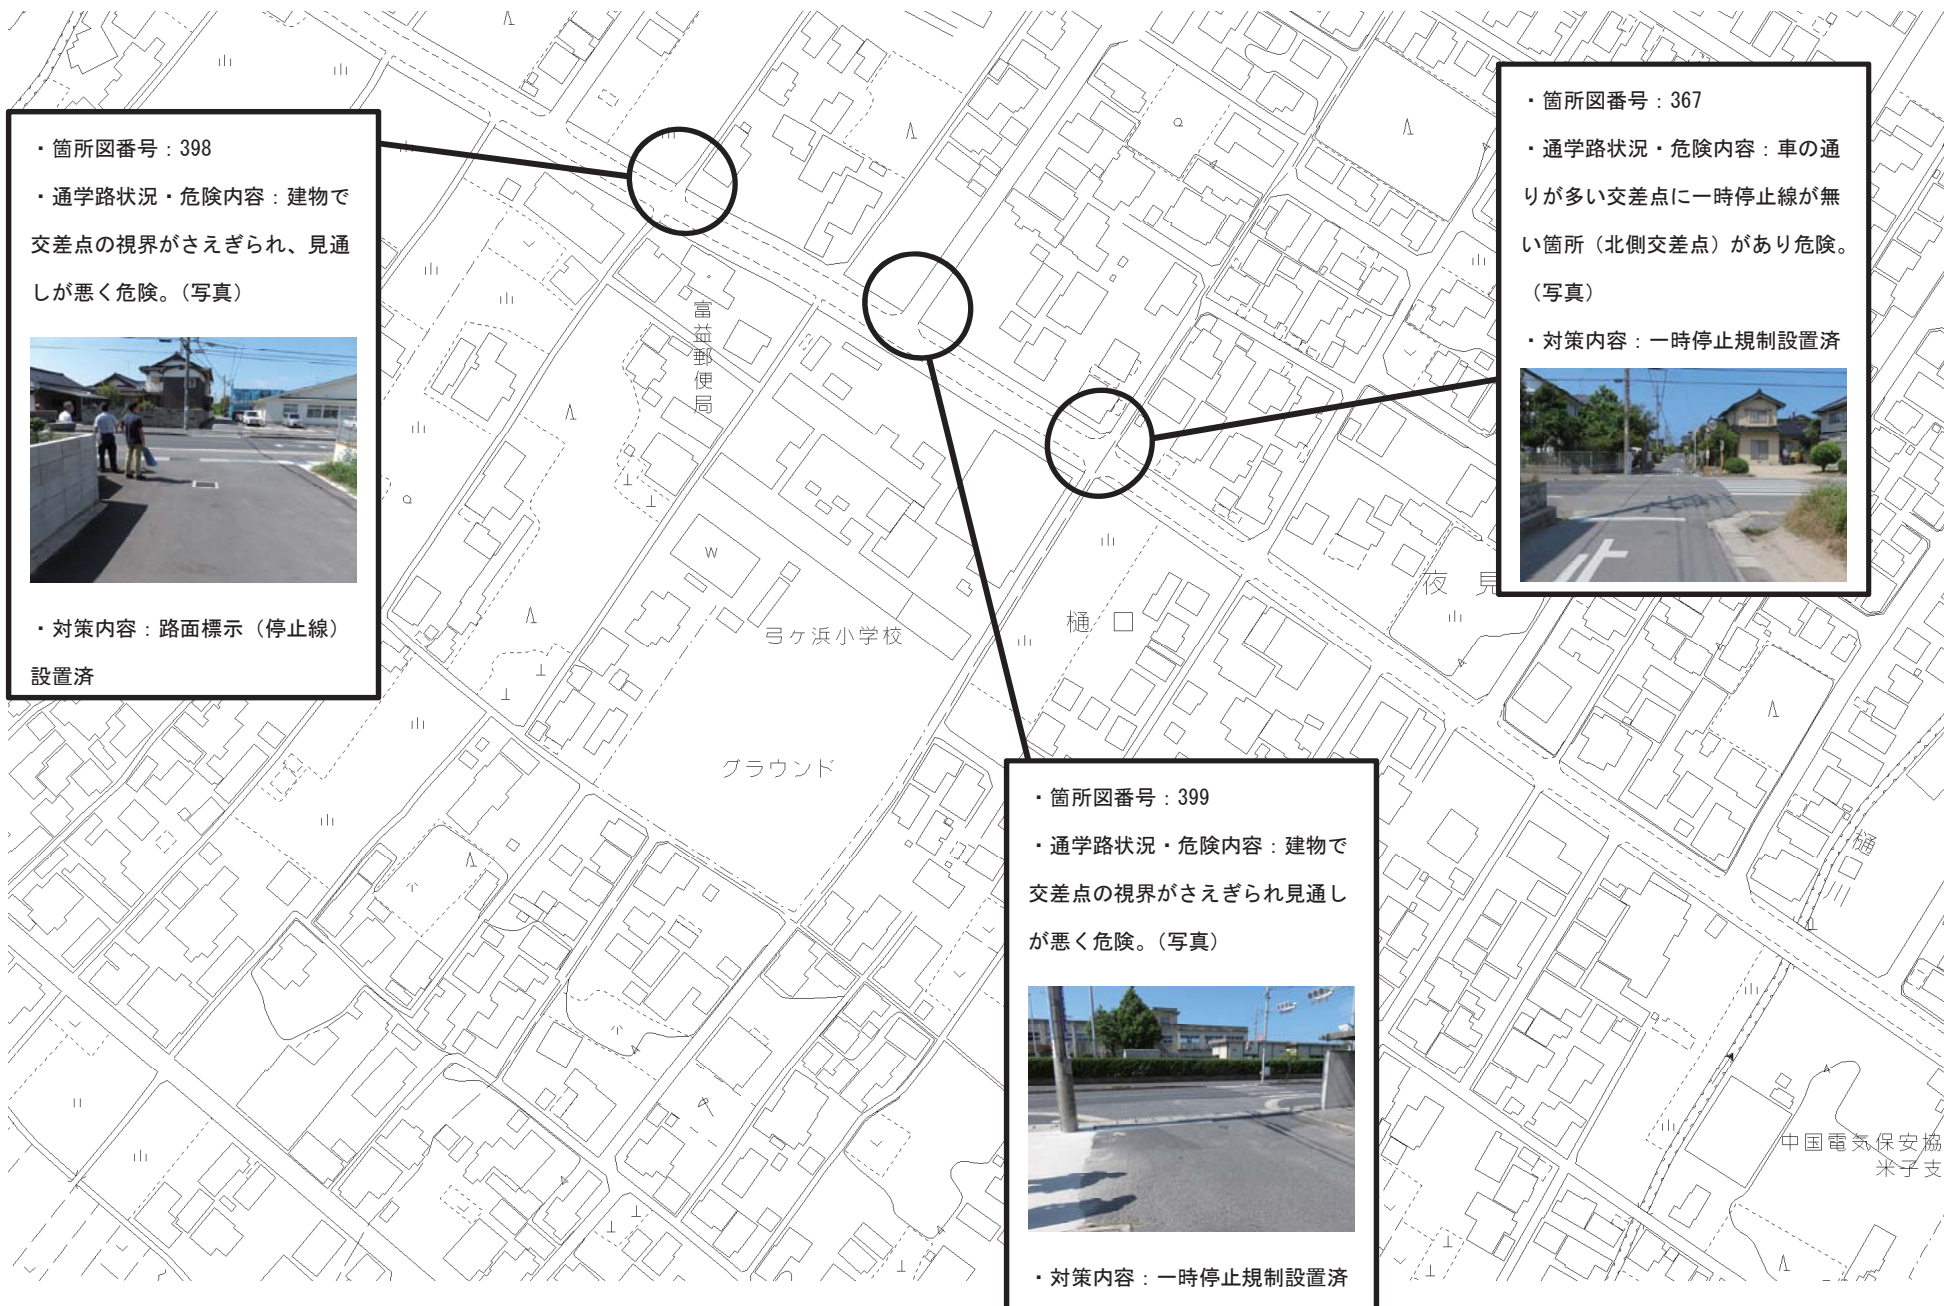 ・箇所図番号：398
・通学路状況・危険内容：建物で
交差点の視界がさえぎられ、見通
しが悪く危険。（写真）
・対策内容：路面標示（停止線）
設置済
・箇所図番号：367
・通学路状況・危険内容：車の通
りが多い交差点に一時停止線が無
い箇所（北側交差点）があり危険。
（写真）
・対策内容：一時停止規制設置済
・箇所図番号：399
・通学路状況・危険内容：建物で
交差点の視界がさえぎられ見通し
が悪く危険。（写真）
・対策内容：一時停止規制設置済
富益郵便局
弓ヶ浜小学校
グラウンド
樋口
夜見
樋
中国電気保安協
米子支